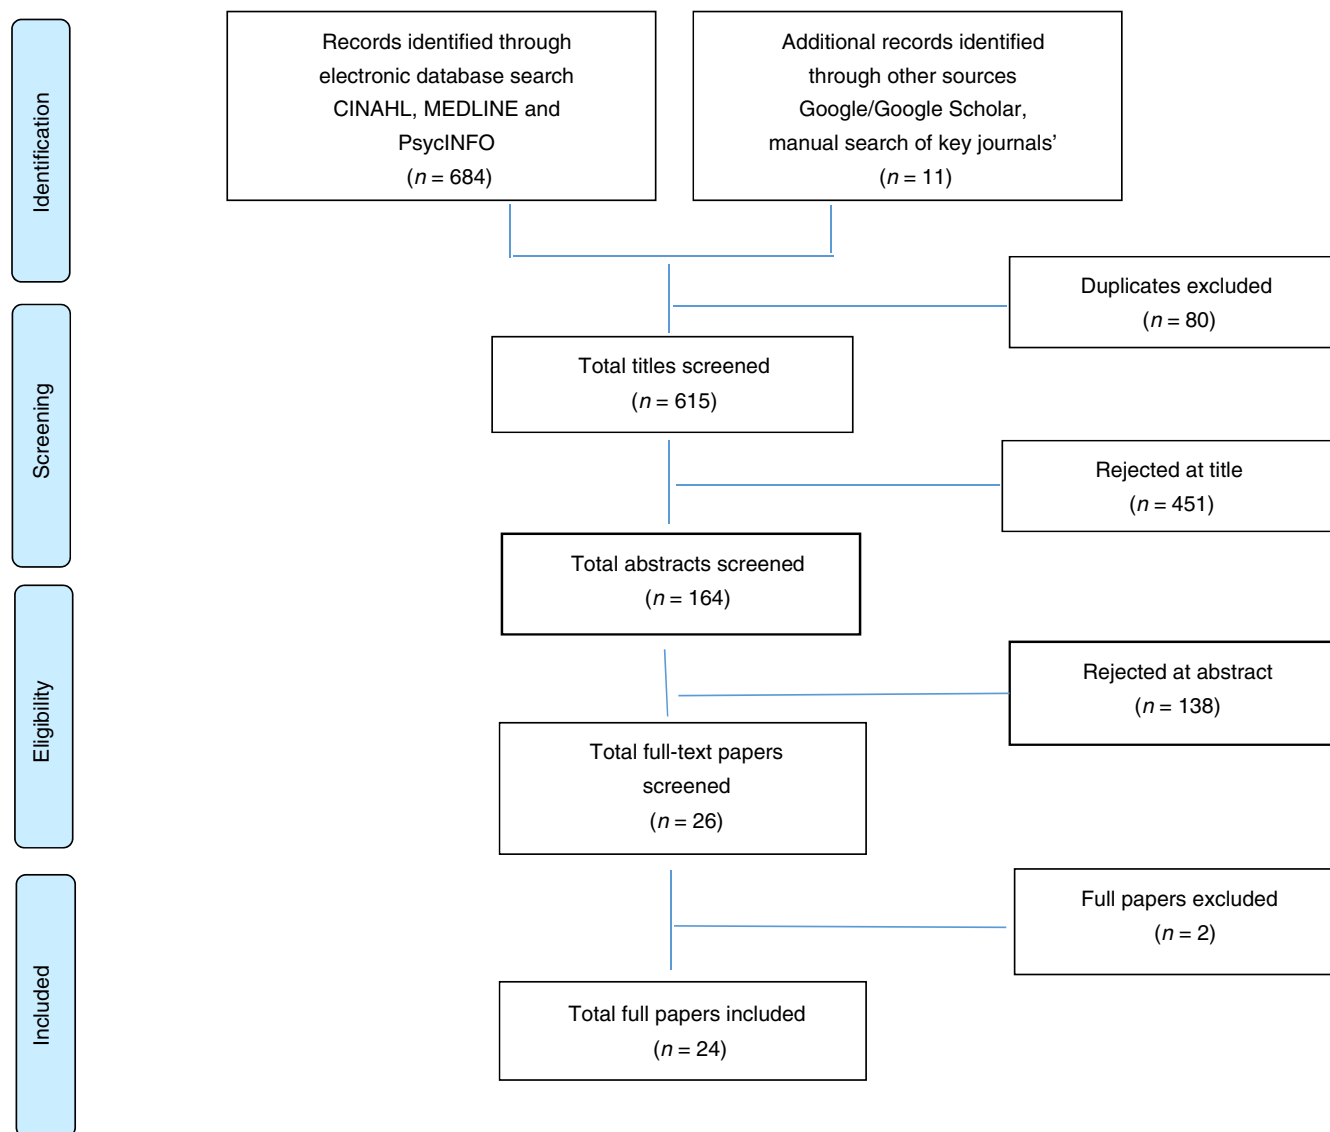 Identification
Records identified through
electronic database search
CINAHL, MEDLINE and
PsycINFO
(n = 684)
Additional records identified
through other sources
Google/Google Scholar,
manual search of key journals’
(n = 11)
Duplicates excluded
(n = 80)
Screening
Total titles screened
(n = 615)
Rejected at title
(n = 451)
Total abstracts screened
(n = 164)
Eligibility
Rejected at abstract
(n = 138)
Total full-text papers
screened
(n = 26)
Included
Full papers excluded
(n = 2)
Total full papers included
(n = 24)